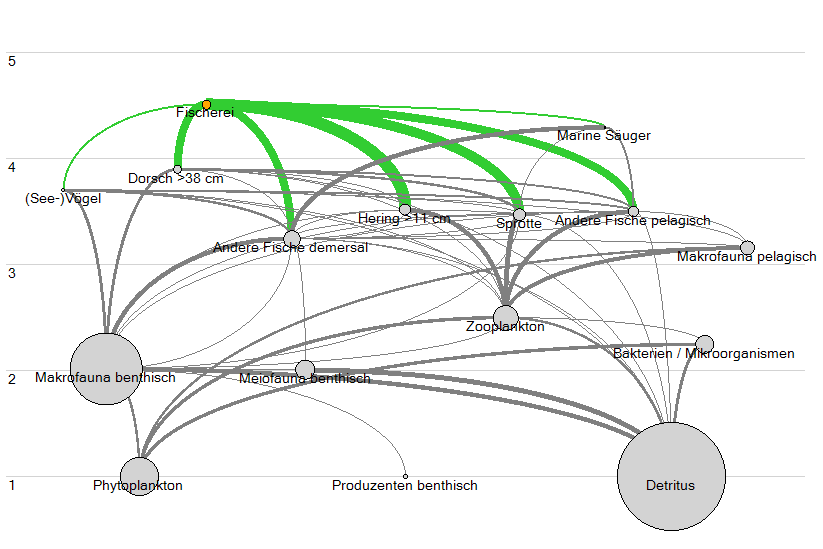 5
Fischerei
Marine Säuger
4
Dorsch >38 cm
(See-)Vögel
Hering >11 cm
Sprotte
Andere Fische pelagisch
Andere Fische demersal
Makrofauna pelagisch
3
Zooplankton
Bakterien / Mikroorganismen
2
Makrofauna benthisch
Meiofauna benthisch
1
Phytoplankton
Produzenten benthisch
Detritus